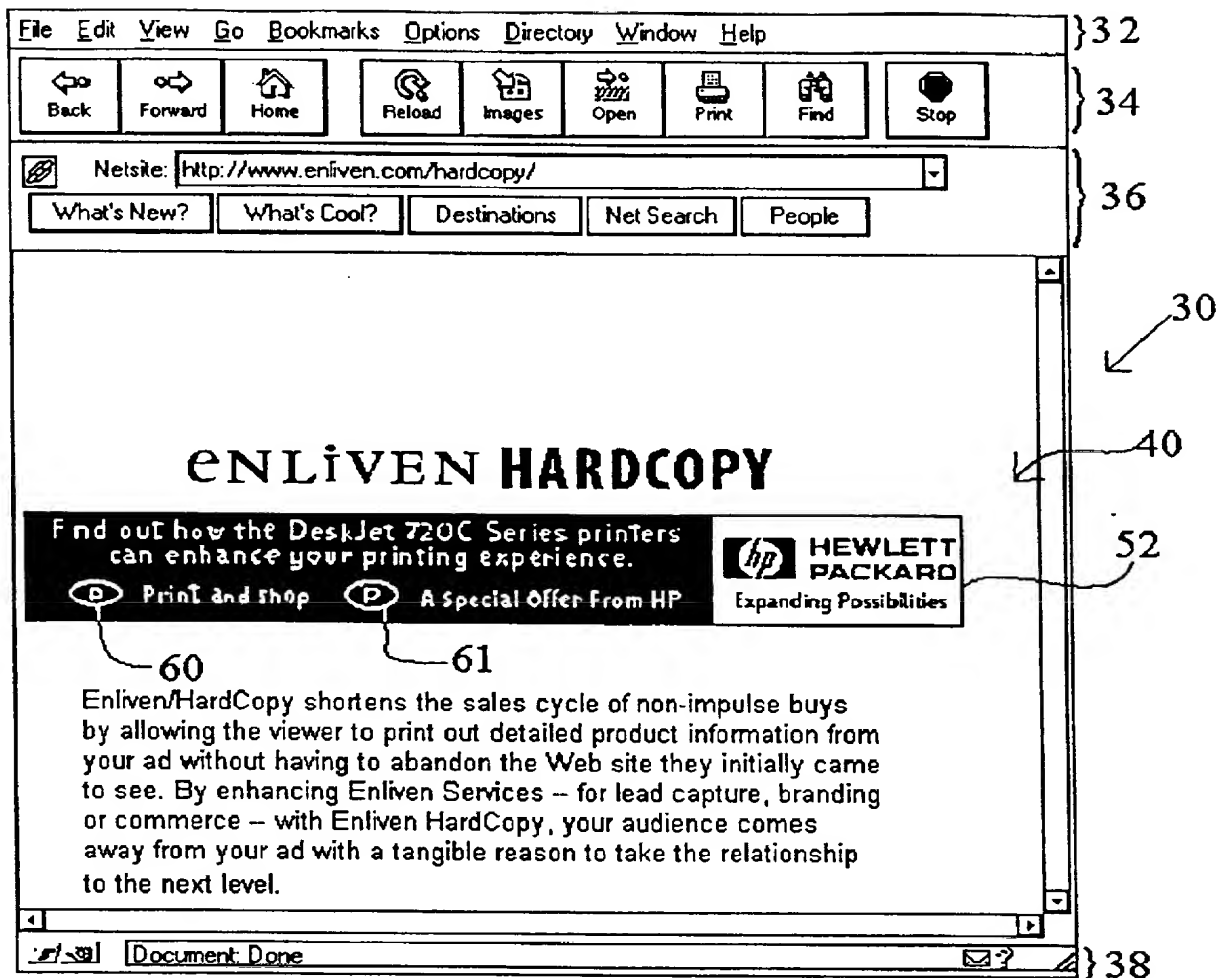 File Edit View Go Bookmarks Options Directory Window Help }32
Back Forward Home Reload Images Open Print Find Stop }34
Netsite: http://www.enliven.com/hardcopy/
What's New? What's Cool? Destinations Net Search People }36
30
40
eNLiVEN HARDCOPY
F nd out how the DeskJet 720C Series printers
can enhance your printing experience.
Print and shop P A Special Offer From HP
hp HEWLETT
PACKARD
Expanding Possibilities
52
60 61
Enliven/HardCopy shortens the sales cycle of non-impulse buys
by allowing the viewer to print out detailed product information from
your ad without having to abandon the Web site they initially came
to see. By enhancing Enliven Services – for lead capture, branding
or commerce – with Enliven HardCopy, your audience comes
away from your ad with a tangible reason to take the relationship
to the next level.
Document: Done ? }38